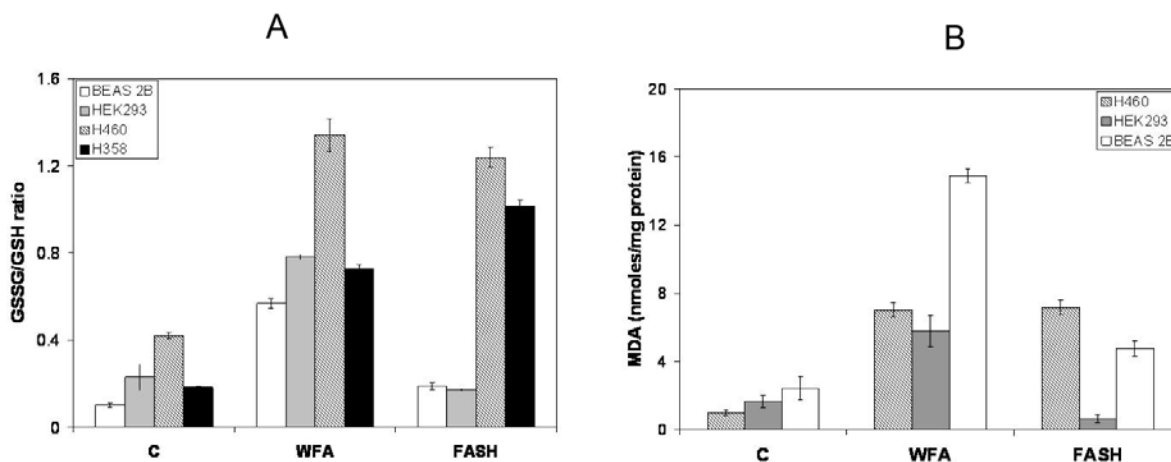 A
1.6
1.2
0.8
0.4
0
GSSG/GSH ratio
BEAS 2B
HEK293
H460
H358
C WFA FASH
B
20
16
12
8
4
0
MDA (nmoles/mg protein)
H460
HEK293
BEAS 2B
C WFA FASH